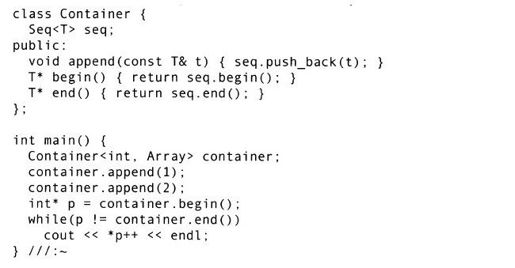 class Container {
  Seq<T> seq;
public:
  void append(const T& t) { seq.push_back(t); }
  T* begin() { return seq.begin(); }
  T* end() { return seq.end(); }
};

int main() {
  Container<int, Array> container;
  container.append(1);
  container.append(2);
  int* p = container.begin();
  while(p != container.end())
    cout << *p++ << endl;
} ///:~